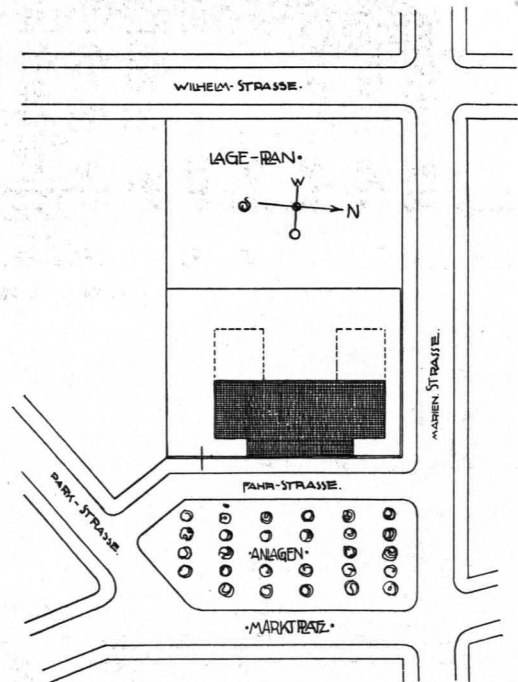 WILHELM-STRASSE.
LAGE-PLAN.
W
S
N
O
MARIEN.STRASSE.
PARK-STRASSE.
FAHR-STRASSE.
·ANLAGEN·
·MARKTPLATZ·